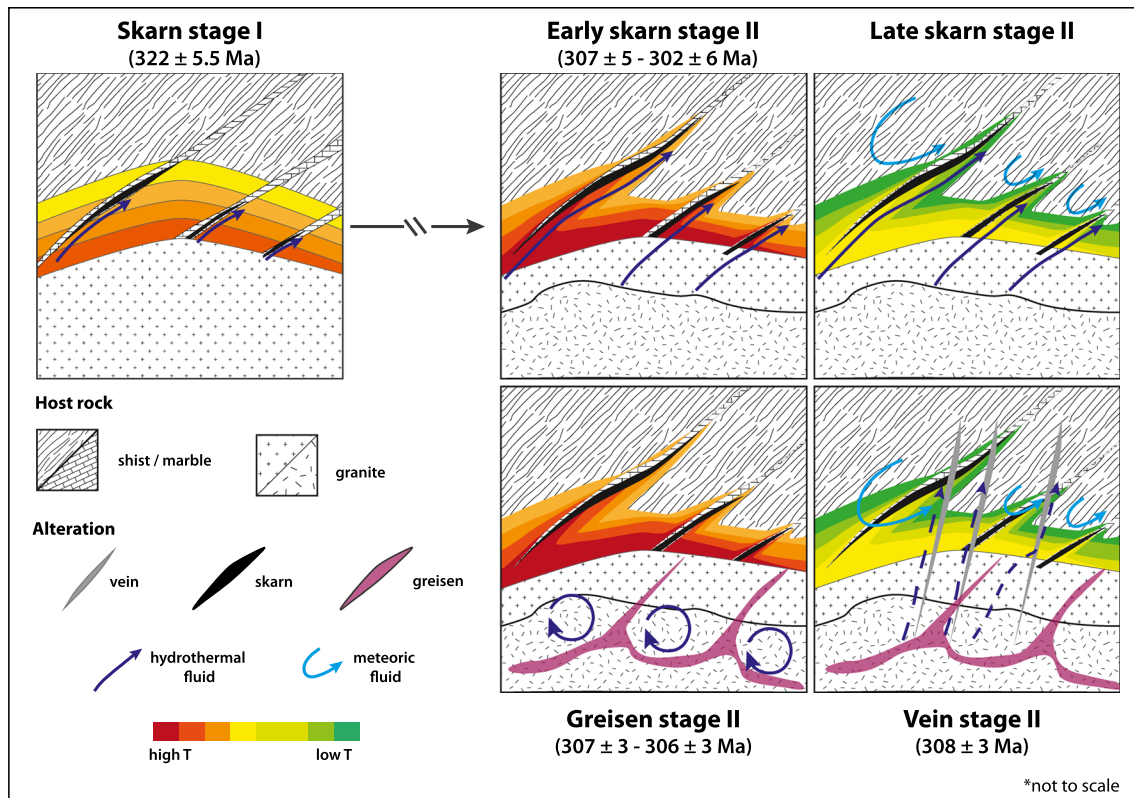 Skarn stage I
(322 ± 5.5 Ma)
Early skarn stage II
(307 ± 5 - 302 ± 6 Ma)
Late skarn stage II
Host rock
shist / marble
granite
Alteration
vein
skarn
greisen
hydrothermal
fluid
meteoric
fluid
high T
low T
Greisen stage II
(307 ± 3 - 306 ± 3 Ma)
Vein stage II
(308 ± 3 Ma)
*not to scale